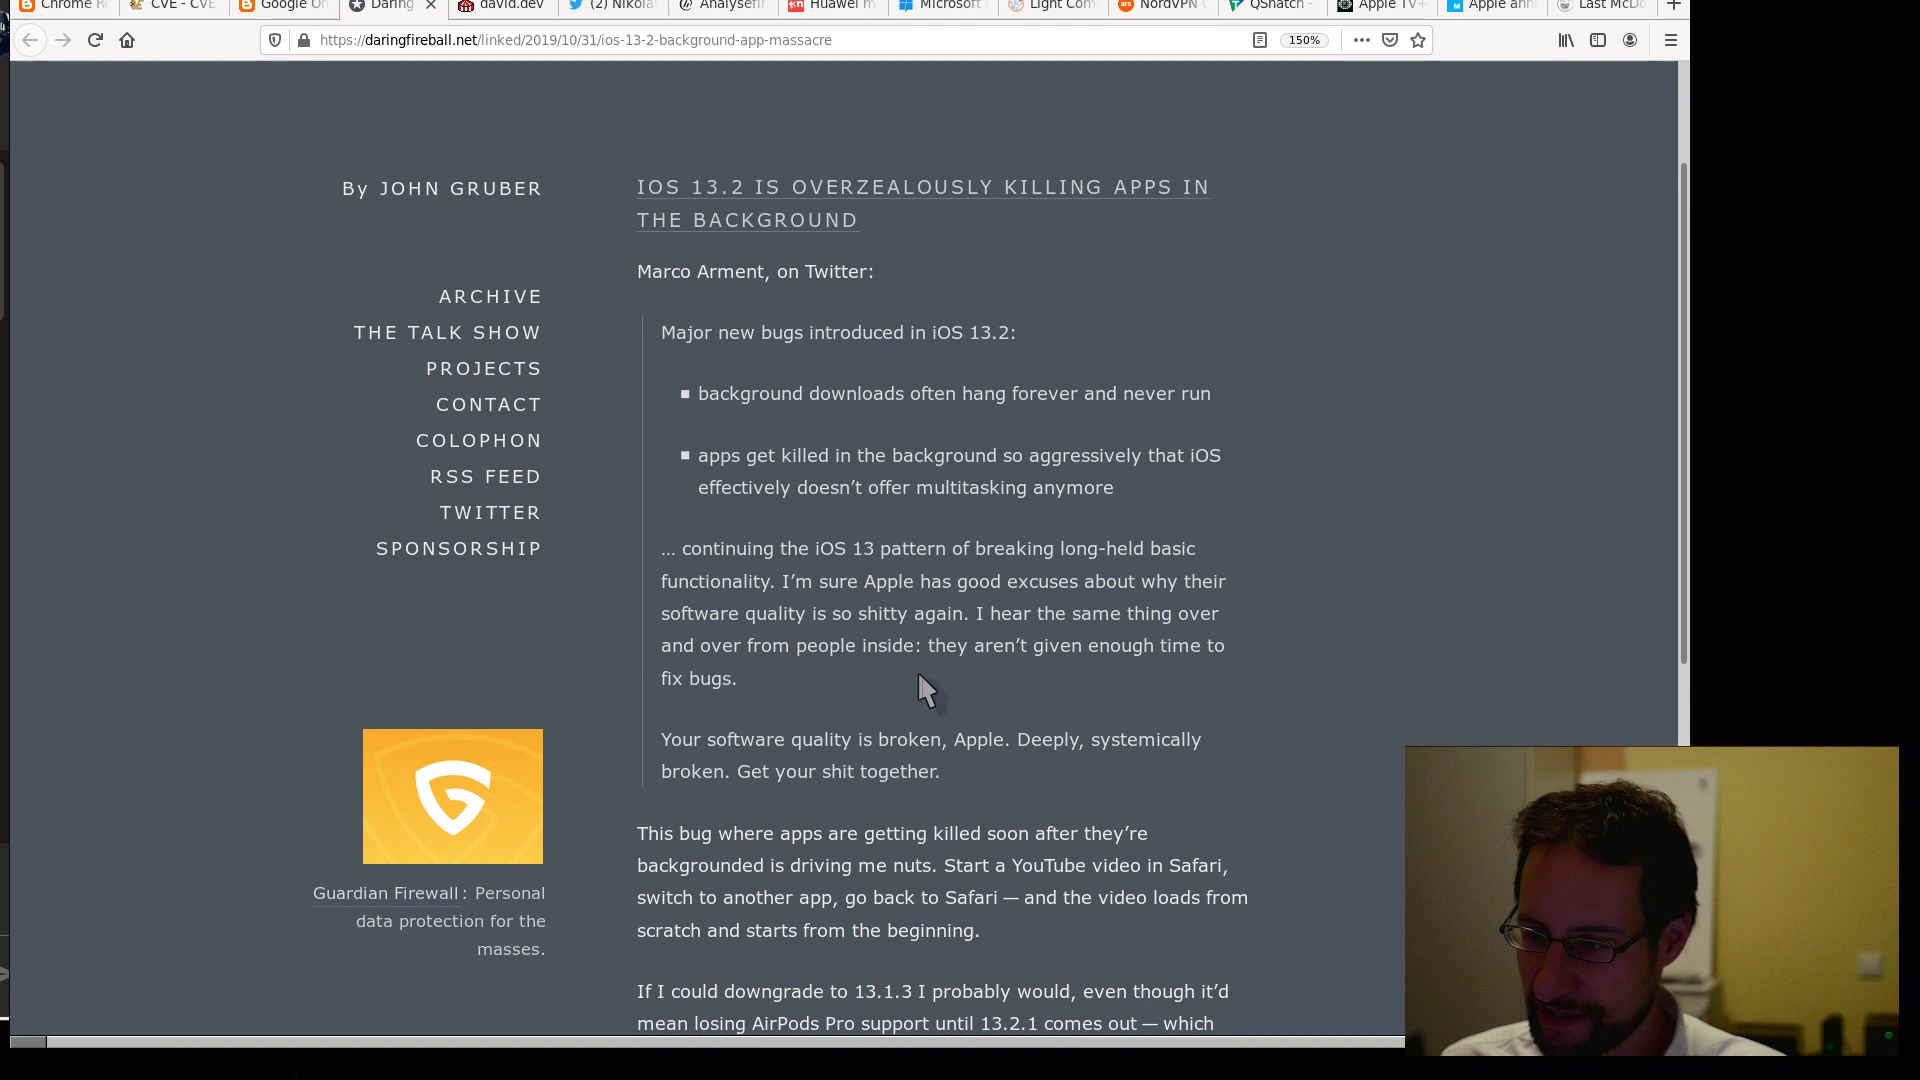 Chrome Re
CVE - CVE
Google On
Daring
david.dev
(2) Nikola
Analysefir
Huawei m
Microsoft
Light Com
NordVPN
QSnatch -
Apple TV+
Apple ann
Last McDo
https://daringfireball.net/linked/2019/10/31/ios-13-2-background-app-massacre
150%
By JOHN GRUBER
ARCHIVE
THE TALK SHOW
PROJECTS
CONTACT
COLOPHON
RSS FEED
TWITTER
SPONSORSHIP
Guardian Firewall: Personal
data protection for the
masses.
IOS 13.2 IS OVERZEALOUSLY KILLING APPS IN
THE BACKGROUND
Marco Arment, on Twitter:
Major new bugs introduced in iOS 13.2:
▪ background downloads often hang forever and never run
▪ apps get killed in the background so aggressively that iOS
effectively doesn’t offer multitasking anymore
… continuing the iOS 13 pattern of breaking long-held basic
functionality. I’m sure Apple has good excuses about why their
software quality is so shitty again. I hear the same thing over
and over from people inside: they aren’t given enough time to
fix bugs.
Your software quality is broken, Apple. Deeply, systemically
broken. Get your shit together.
This bug where apps are getting killed soon after they’re
backgrounded is driving me nuts. Start a YouTube video in Safari,
switch to another app, go back to Safari — and the video loads from
scratch and starts from the beginning.
If I could downgrade to 13.1.3 I probably would, even though it’d
mean losing AirPods Pro support until 13.2.1 comes out — which